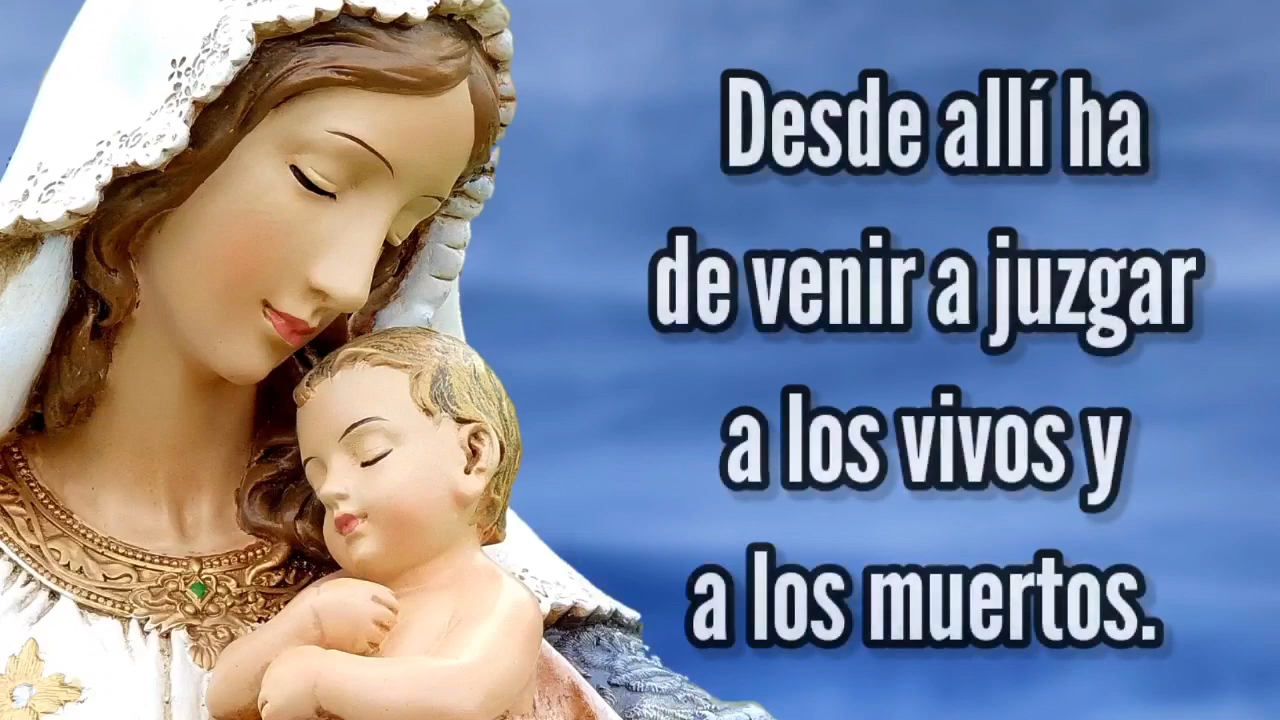 Desde allí ha
de venir a juzgar
a los vivos y
a los muertos.